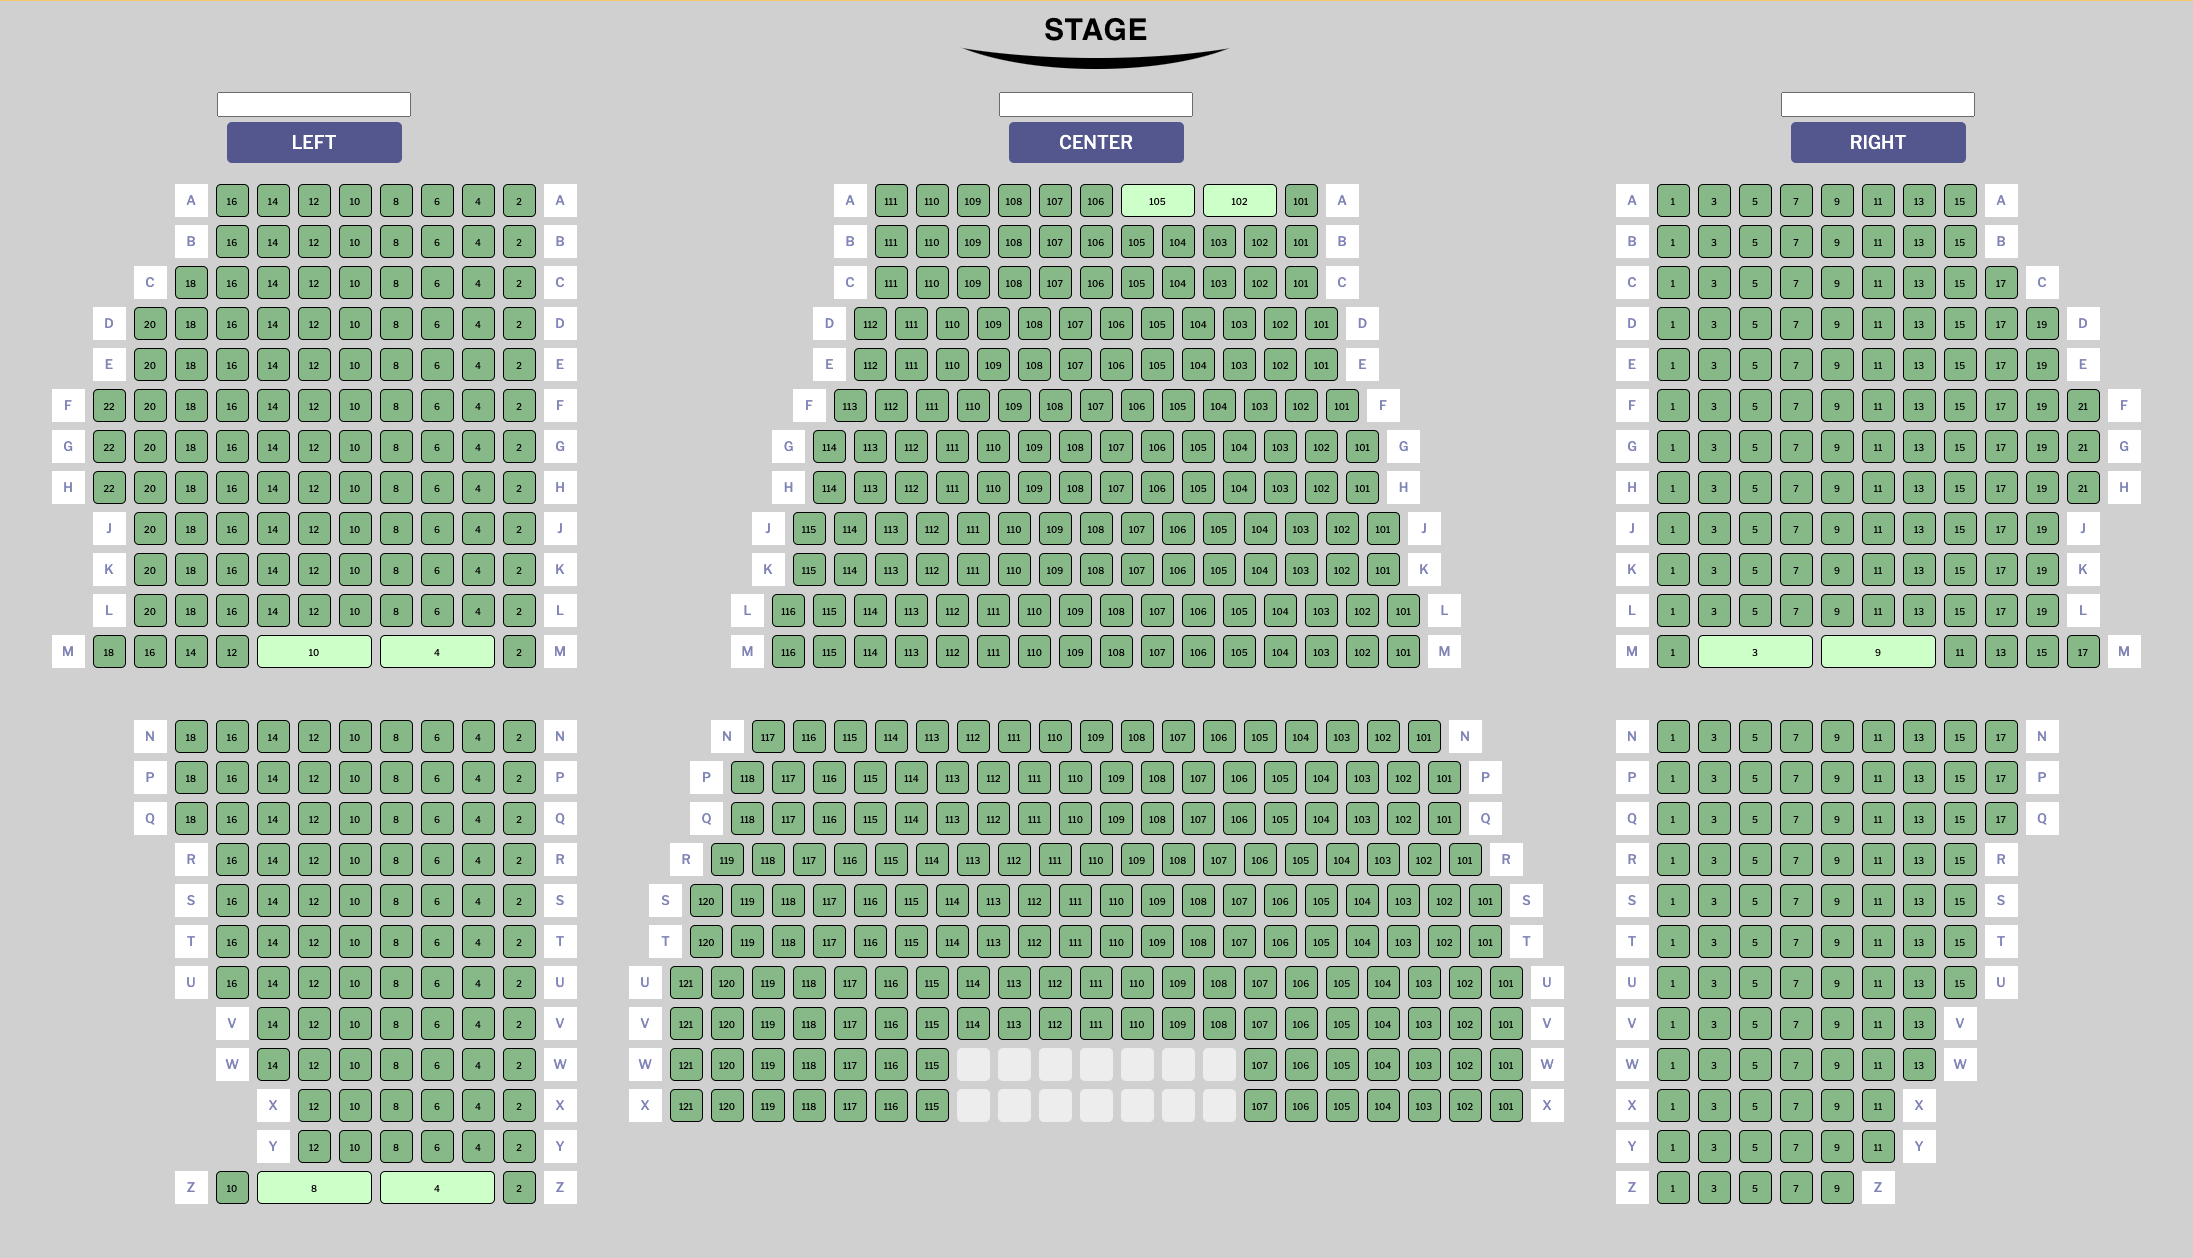 STAGE
LEFT CENTER RIGHT
A 16 14 12 10 8 6 4 2 A A 111 110 109 108 107 106 105 102 101 A A 1 3 5 7 9 11 13 15 A
B 16 14 12 10 8 6 4 2 B B 111 110 109 108 107 106 105 104 103 102 101 B B 1 3 5 7 9 11 13 15 B
C 18 16 14 12 10 8 6 4 2 C C 111 110 109 108 107 106 105 104 103 102 101 C C 1 3 5 7 9 11 13 15 17 C
D 20 18 16 14 12 10 8 6 4 2 D D 112 111 110 109 108 107 106 105 104 103 102 101 D D 1 3 5 7 9 11 13 15 17 19 D
E 20 18 16 14 12 10 8 6 4 2 E E 112 111 110 109 108 107 106 105 104 103 102 101 E E 1 3 5 7 9 11 13 15 17 19 E
F 22 20 18 16 14 12 10 8 6 4 2 F F 113 112 111 110 109 108 107 106 105 104 103 102 101 F F 1 3 5 7 9 11 13 15 17 19 21 F
G 22 20 18 16 14 12 10 8 6 4 2 G G 114 113 112 111 110 109 108 107 106 105 104 103 102 101 G G 1 3 5 7 9 11 13 15 17 19 21 G
H 22 20 18 16 14 12 10 8 6 4 2 H H 114 113 112 111 110 109 108 107 106 105 104 103 102 101 H H 1 3 5 7 9 11 13 15 17 19 21 H
J 20 18 16 14 12 10 8 6 4 2 J J 115 114 113 112 111 110 109 108 107 106 105 104 103 102 101 J J 1 3 5 7 9 11 13 15 17 19 J
K 20 18 16 14 12 10 8 6 4 2 K K 115 114 113 112 111 110 109 108 107 106 105 104 103 102 101 K K 1 3 5 7 9 11 13 15 17 19 K
L 20 18 16 14 12 10 8 6 4 2 L L 116 115 114 113 112 111 110 109 108 107 106 105 104 103 102 101 L L 1 3 5 7 9 11 13 15 17 19 L
M 18 16 14 12 10 4 2 M M 116 115 114 113 112 111 110 109 108 107 106 105 104 103 102 101 M M 1 3 9 11 13 15 17 M
N 18 16 14 12 10 8 6 4 2 N N 117 116 115 114 113 112 111 110 109 108 107 106 105 104 103 102 101 N N 1 3 5 7 9 11 13 15 17 N
P 18 16 14 12 10 8 6 4 2 P P 118 117 116 115 114 113 112 111 110 109 108 107 106 105 104 103 102 101 P P 1 3 5 7 9 11 13 15 17 P
Q 18 16 14 12 10 8 6 4 2 Q Q 118 117 116 115 114 113 112 111 110 109 108 107 106 105 104 103 102 101 Q Q 1 3 5 7 9 11 13 15 17 Q
R 16 14 12 10 8 6 4 2 R R 119 118 117 116 115 114 113 112 111 110 109 108 107 106 105 104 103 102 101 R R 1 3 5 7 9 11 13 15 R
S 16 14 12 10 8 6 4 2 S S 120 119 118 117 116 115 114 113 112 111 110 109 108 107 106 105 104 103 102 101 S S 1 3 5 7 9 11 13 15 S
T 16 14 12 10 8 6 4 2 T T 120 119 118 117 116 115 114 113 112 111 110 109 108 107 106 105 104 103 102 101 T T 1 3 5 7 9 11 13 15 T
U 16 14 12 10 8 6 4 2 U U 121 120 119 118 117 116 115 114 113 112 111 110 109 108 107 106 105 104 103 102 101 U U 1 3 5 7 9 11 13 15 U
V 14 12 10 8 6 4 2 V V 121 120 119 118 117 116 115 114 113 112 111 110 109 108 107 106 105 104 103 102 101 V V 1 3 5 7 9 11 13 V
W 14 12 10 8 6 4 2 W W 121 120 119 118 117 116 115 107 106 105 104 103 102 101 W W 1 3 5 7 9 11 13 W
X 12 10 8 6 4 2 X X 121 120 119 118 117 116 115 107 106 105 104 103 102 101 X X 1 3 5 7 9 11 X
Y 12 10 8 6 4 2 Y Y 1 3 5 7 9 11 Y
Z 10 8 4 2 Z Z 1 3 5 7 9 Z